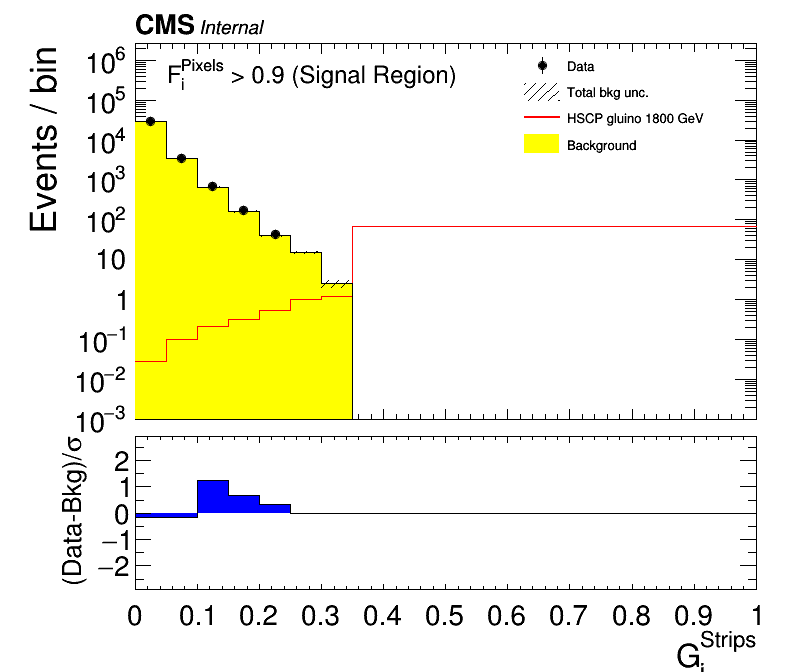 CMS Internal
F_i^Pixels > 0.9 (Signal Region)
Data
Total bkg unc.
HSCP gluino 1800 GeV
Background
Events / bin
10^6
10^5
10^4
10^3
10^2
10
1
10^−1
10^−2
10^−3
(Data-Bkg)/σ
2
1
0
−1
−2
0 0.1 0.2 0.3 0.4 0.5 0.6 0.7 0.8 0.9 1
G_i^Strips